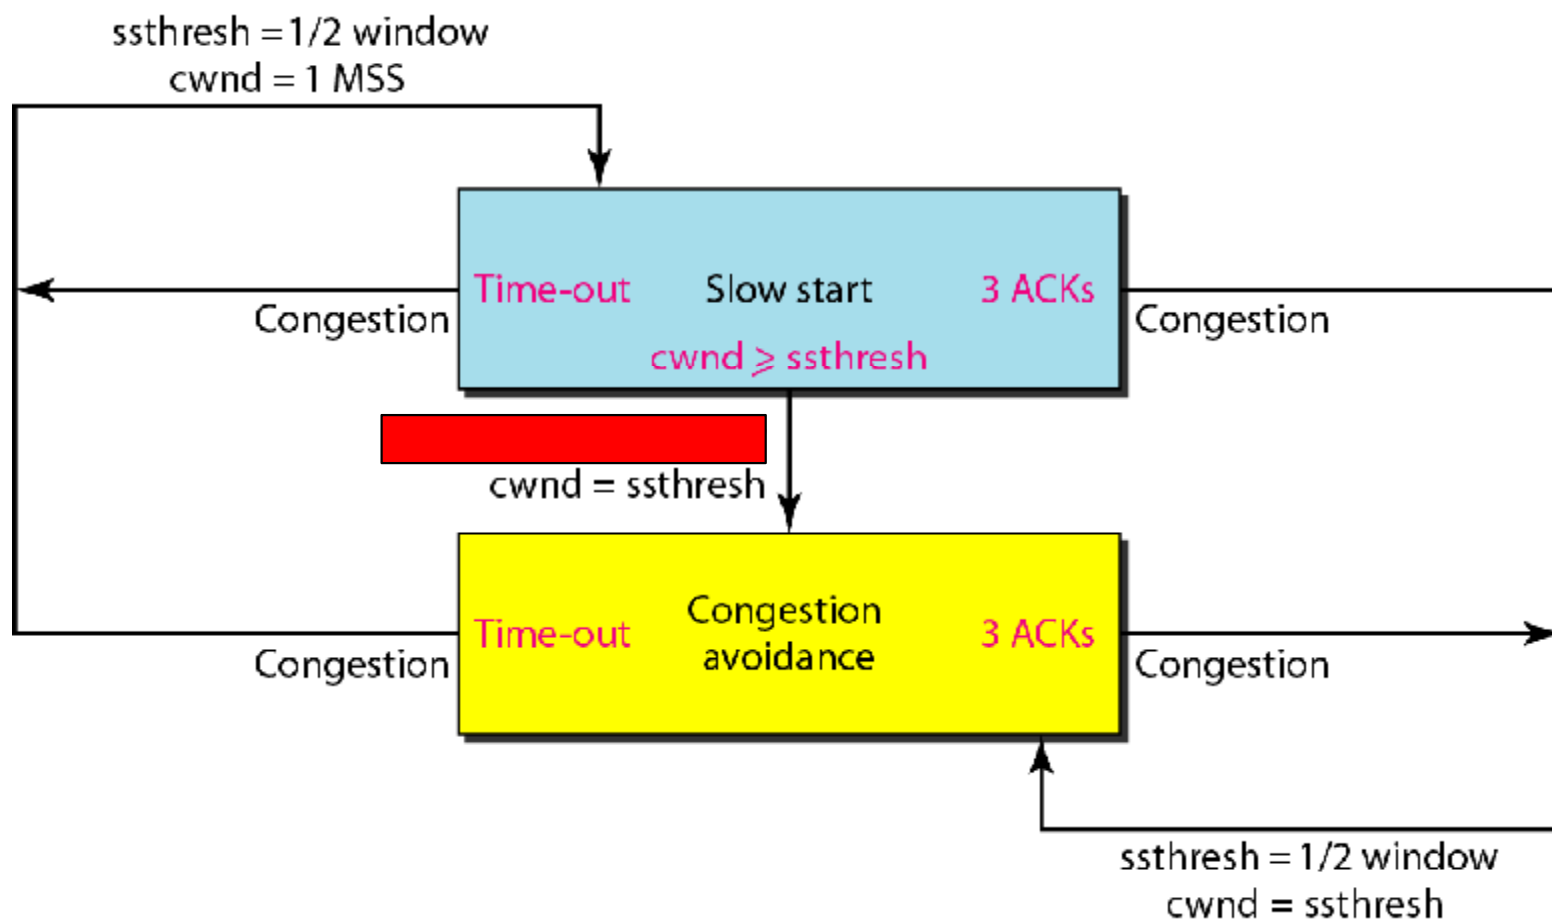 ssthresh = 1/2 window
cwnd = 1 MSS
Time-out Slow start 3 ACKs
Congestion Congestion
cwnd ⩾ ssthresh
cwnd = ssthresh
Time-out Congestion avoidance 3 ACKs
Congestion Congestion
ssthresh = 1/2 window
cwnd = ssthresh